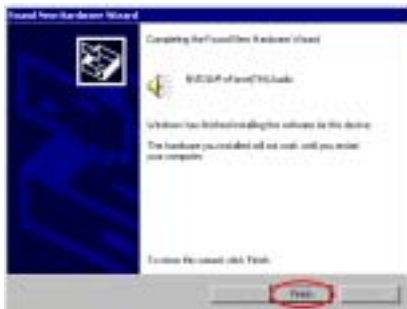 Found New Hardware Wizard
Completing the Found New Hardware Wizard
Audio
Windows has finished installing the software for this device.
The hardware you installed will not work until you restart
your computer.
To close this wizard, click Finish.
Finish